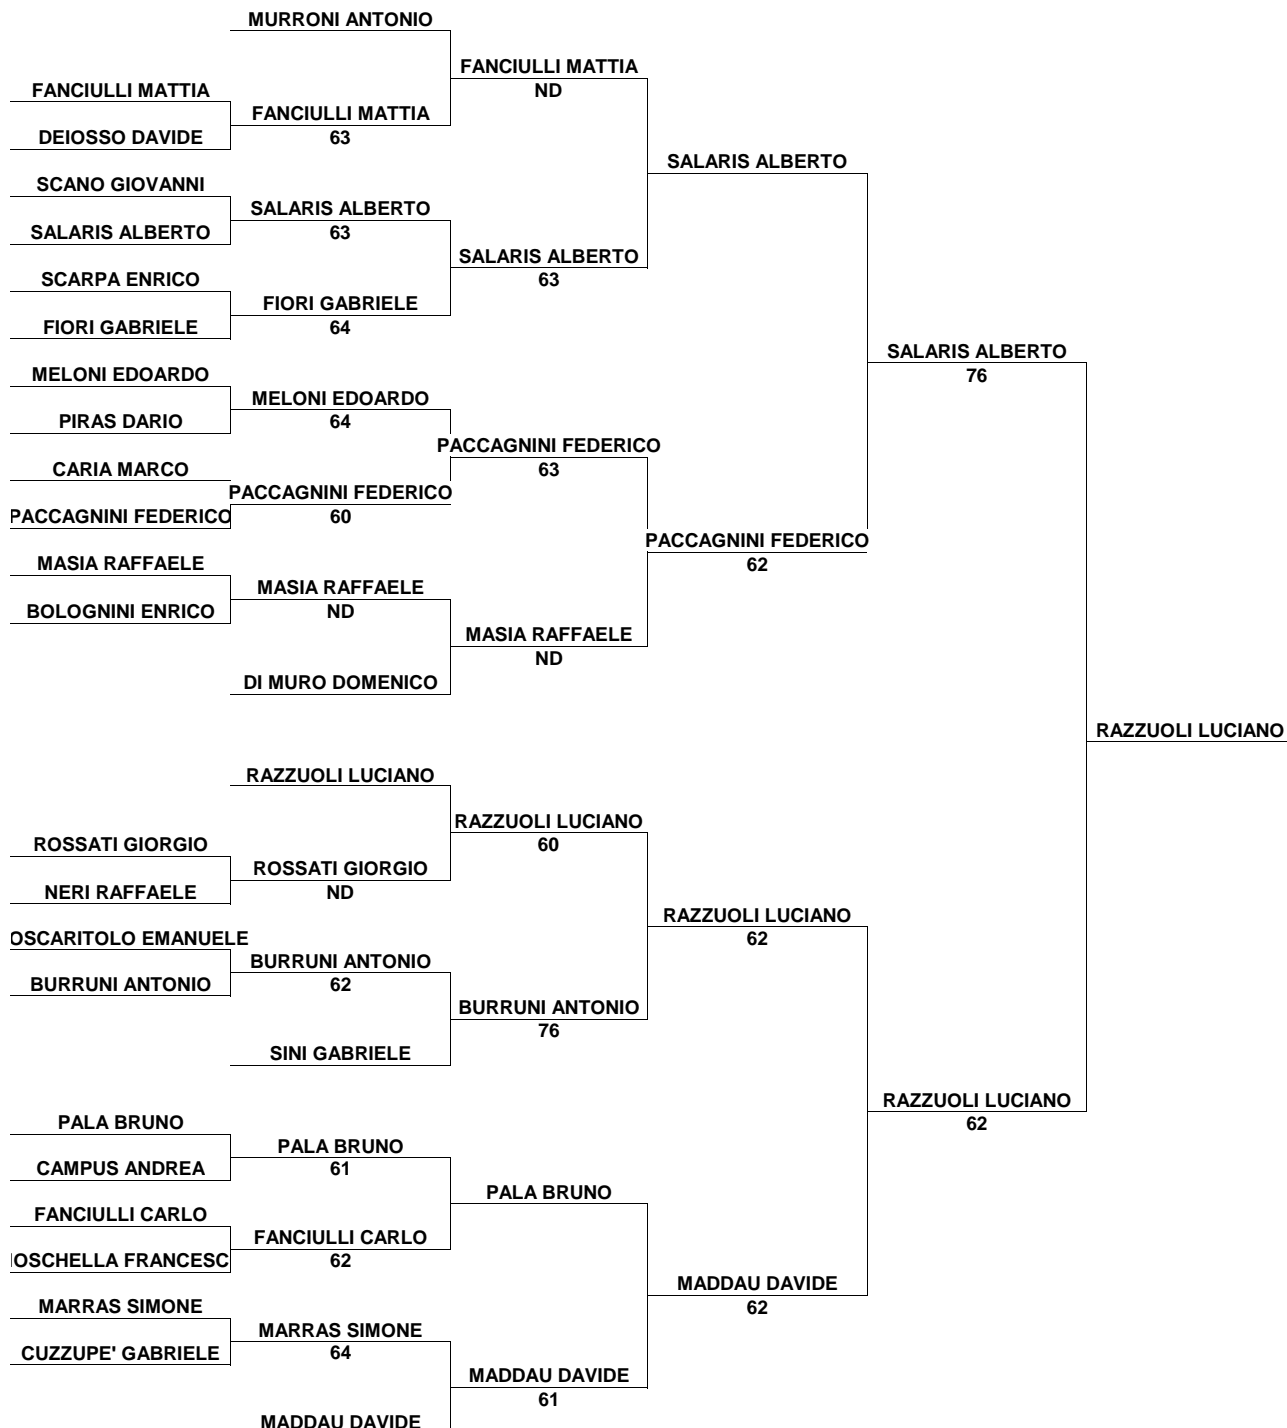 MURRONI ANTONIO
FANCIULLI MATTIA
ND
FANCIULLI MATTIA
FANCIULLI MATTIA
63
DEIOSSO DAVIDE
SALARIS ALBERTO
SCANO GIOVANNI
SALARIS ALBERTO
63
SALARIS ALBERTO
SALARIS ALBERTO
63
SCARPA ENRICO
FIORI GABRIELE
64
FIORI GABRIELE
SALARIS ALBERTO
76
MELONI EDOARDO
MELONI EDOARDO
64
PIRAS DARIO
PACCAGNINI FEDERICO
63
CARIA MARCO
PACCAGNINI FEDERICO
60
PACCAGNINI FEDERICO
PACCAGNINI FEDERICO
62
MASIA RAFFAELE
MASIA RAFFAELE
ND
BOLOGNINI ENRICO
MASIA RAFFAELE
ND
DI MURO DOMENICO
RAZZUOLI LUCIANO
RAZZUOLI LUCIANO
RAZZUOLI LUCIANO
60
ROSSATI GIORGIO
ROSSATI GIORGIO
ND
NERI RAFFAELE
RAZZUOLI LUCIANO
62
OSCARITOLO EMANUELE
BURRUNI ANTONIO
62
BURRUNI ANTONIO
BURRUNI ANTONIO
76
SINI GABRIELE
RAZZUOLI LUCIANO
62
PALA BRUNO
PALA BRUNO
61
CAMPUS ANDREA
PALA BRUNO
FANCIULLI CARLO
FANCIULLI CARLO
62
OSCHELLA FRANCESC
MADDAU DAVIDE
62
MARRAS SIMONE
MARRAS SIMONE
64
CUZZUPE' GABRIELE
MADDAU DAVIDE
61
MADDAU DAVIDE